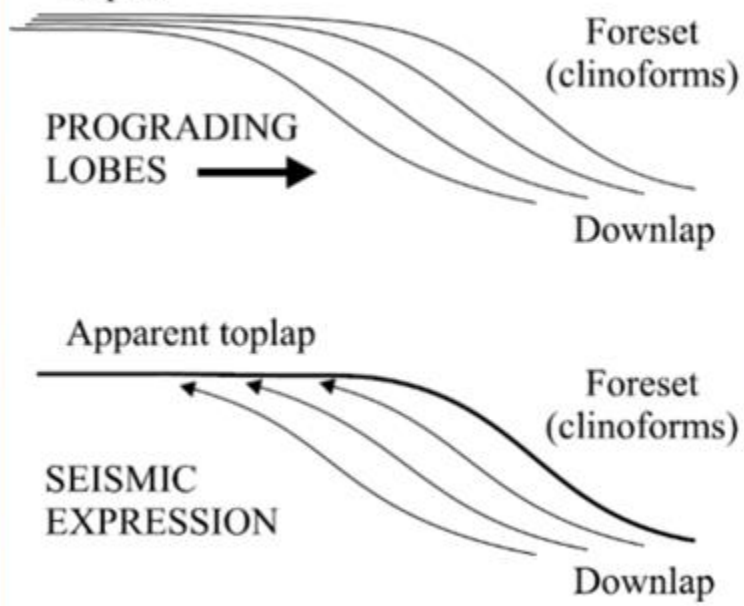 Foreset
(clinoforms)
PROGRADING
LOBES
Downlap
Apparent toplap
Foreset
(clinoforms)
SEISMIC
EXPRESSION
Downlap